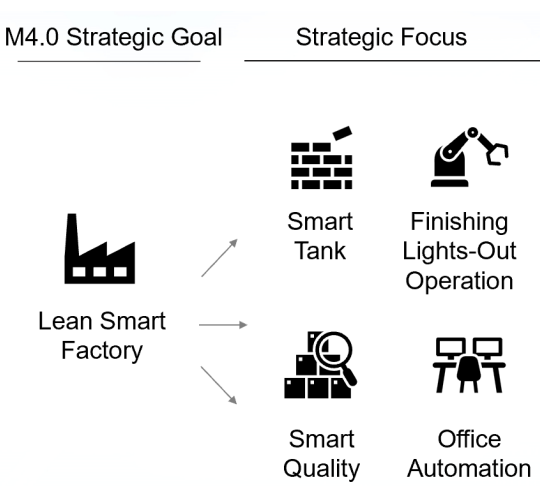 M4.0 Strategic Goal
Strategic Focus
Lean Smart
Factory
Smart
Tank
Finishing
Lights-Out
Operation
Smart
Quality
Office
Automation